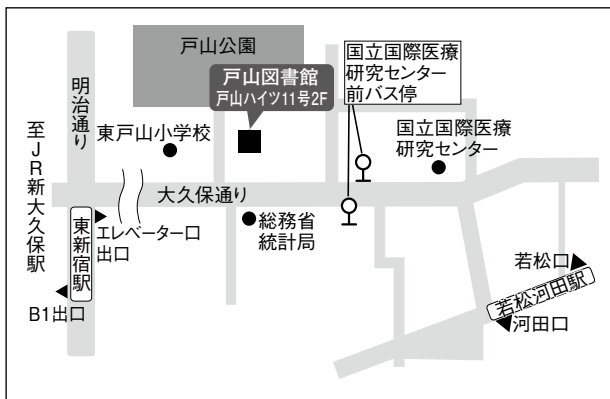 戸山公園
国立国際医療
研究センター
前バス停
戸山図書館
戸山ハイツ11号2F
明治通り
東戸山小学校
国立国際医療
研究センター
至JR新大久保駅
大久保通り
東新宿駅
エレベーター口
出口
総務省
統計局
B1出口
若松口
若松河田駅
河田口